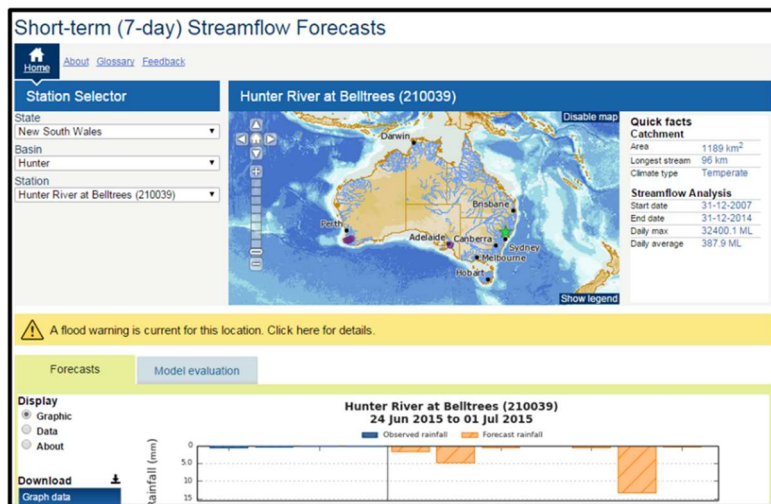 Short-term (7-day) Streamflow Forecasts
Home About Glossary Feedback
Station Selector
State
New South Wales
Basin
Hunter
Station
Hunter River at Belltrees (210039)
Hunter River at Belltrees (210039)
Disable map
Darwin
Brisbane
Perth
Adelaide
Canberra
Sydney
Melbourne
Hobart
Show legend
Quick facts
Catchment
Area 1189 km²
Longest stream 96 km
Climate type Temperate
Streamflow Analysis
Start date 31-12-2007
End date 31-12-2014
Daily max 32400.1 ML
Daily average 387.9 ML
A flood warning is current for this location. Click here for details.
Forecasts Model evaluation
Display
Graphic
Data
About
Download
Graph data
Hunter River at Belltrees (210039)
24 Jun 2015 to 01 Jul 2015
Observed rainfall Forecast rainfall
Rainfall (mm)
0
5.0
10
15